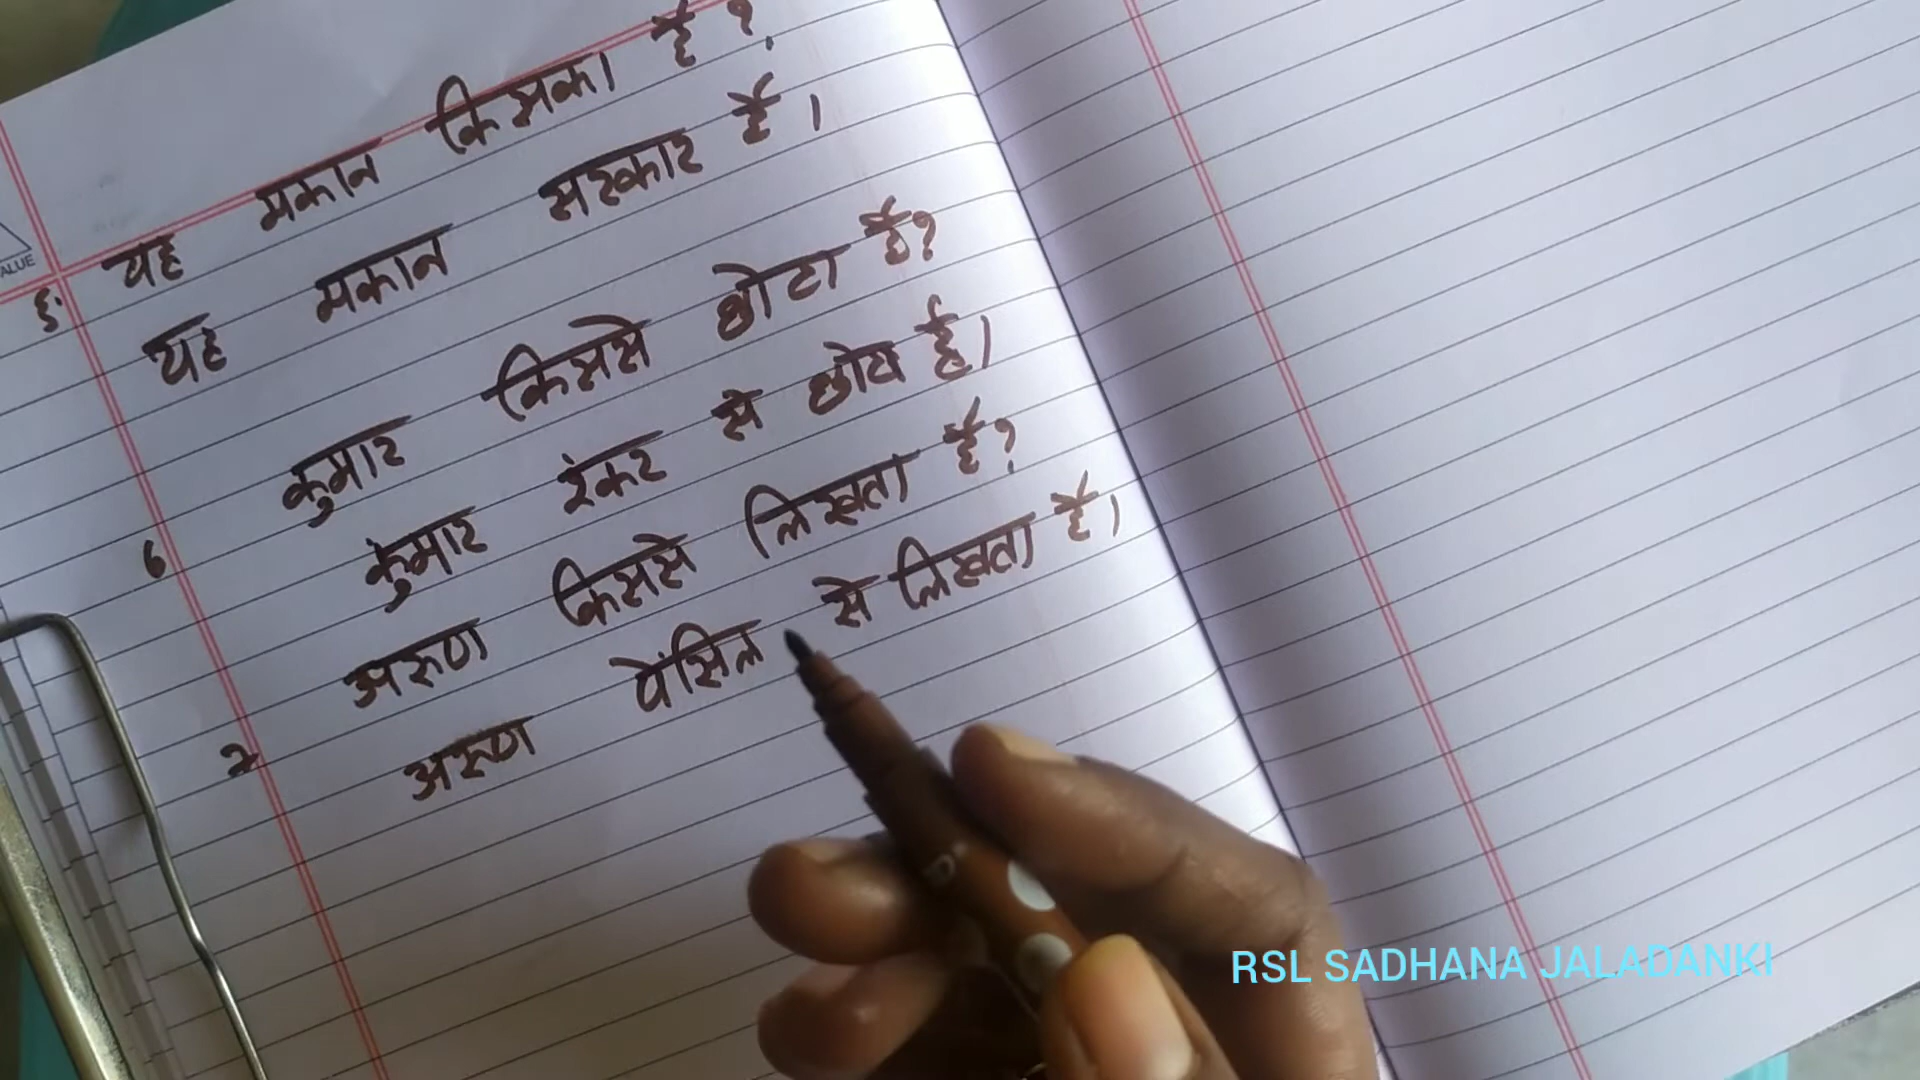 ALUE
5. यह मकान किसका है ?
यह मकान सरकार है ।
6 कुमार किससे छोटा है?
कुमार रंकर से छोटा है।
7 अरुण किससे लिखता है?
अरुण पेंसिल से लिखता है।
RSL SADHANA JALADANKI